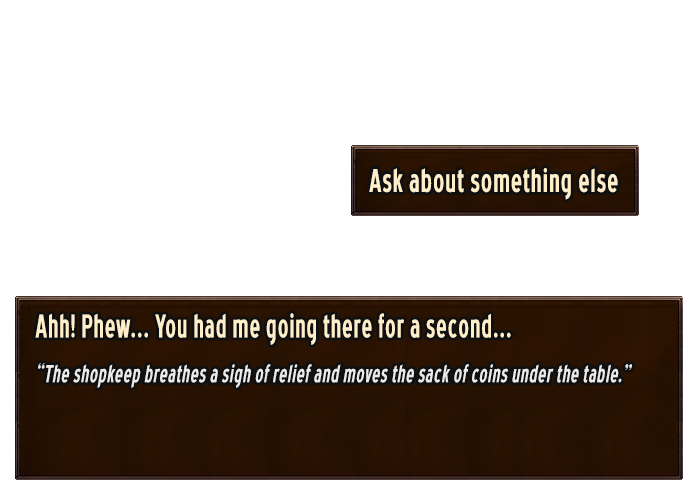 Ask about something else
Ahh! Phew... You had me going there for a second...
“The shopkeep breathes a sigh of relief and moves the sack of coins under the table.”